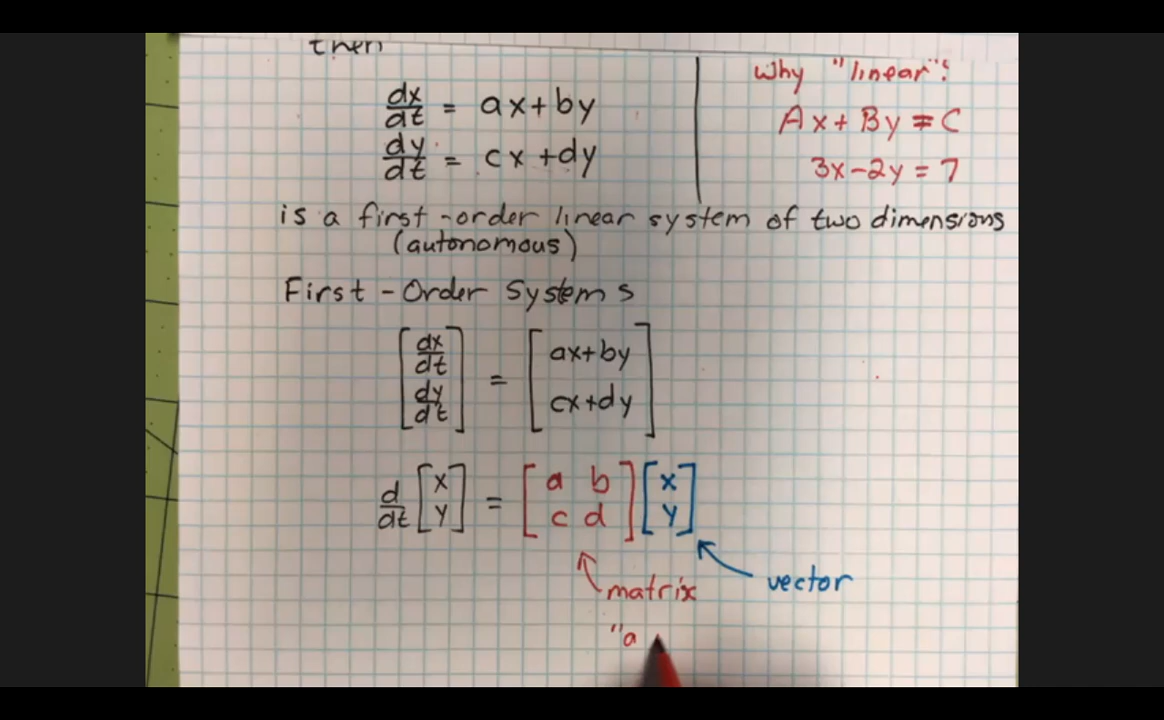 then
dx/dt = ax+by
dy/dt = cx+dy
Why "linear"?
Ax+By=C
3x-2y=7
is a first-order linear system of two dimensions
(autonomous)
First-Order Systems
[dx/dt dy/dt] = [ax+by cx+dy]
d/dt [x y] = [a b c d] [x y]
vector
matrix
"a